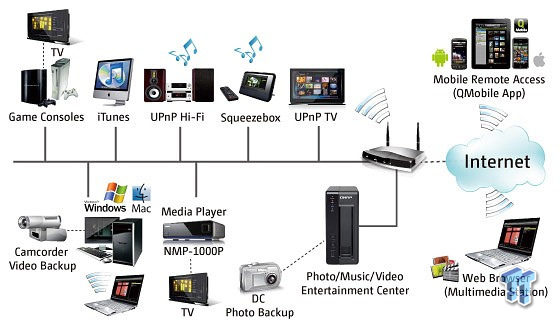 TV
Game Consoles
iTunes
UPnP Hi-Fi
Squeezebox
UPnP TV
Mobile Remote Access
(QMobile App)
Internet
Windows
Mac
Camcorder
Video Backup
Media Player
NMP-1000P
TV
DC
Photo Backup
QNAP
Photo/Music/Video
Entertainment Center
Web Browser
(Multimedia Station)